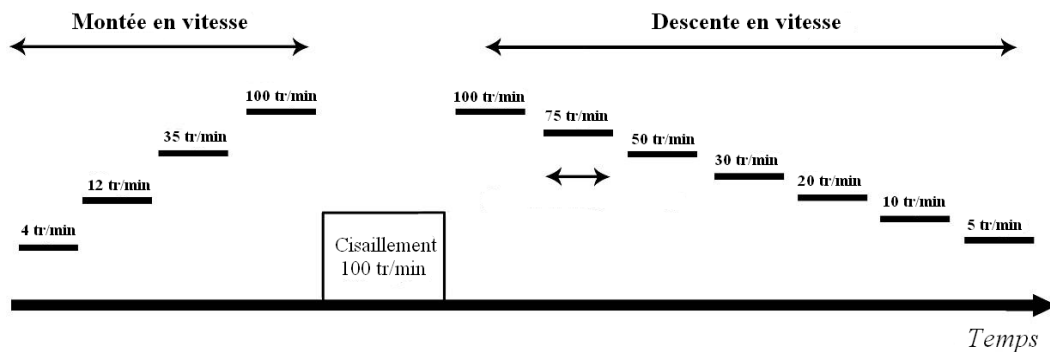 Montée en vitesse
Descente en vitesse
100 tr/min
100 tr/min
75 tr/min
35 tr/min
50 tr/min
30 tr/min
12 tr/min
20 tr/min
10 tr/min
4 tr/min
5 tr/min
Cisaillement
100 tr/min
Temps